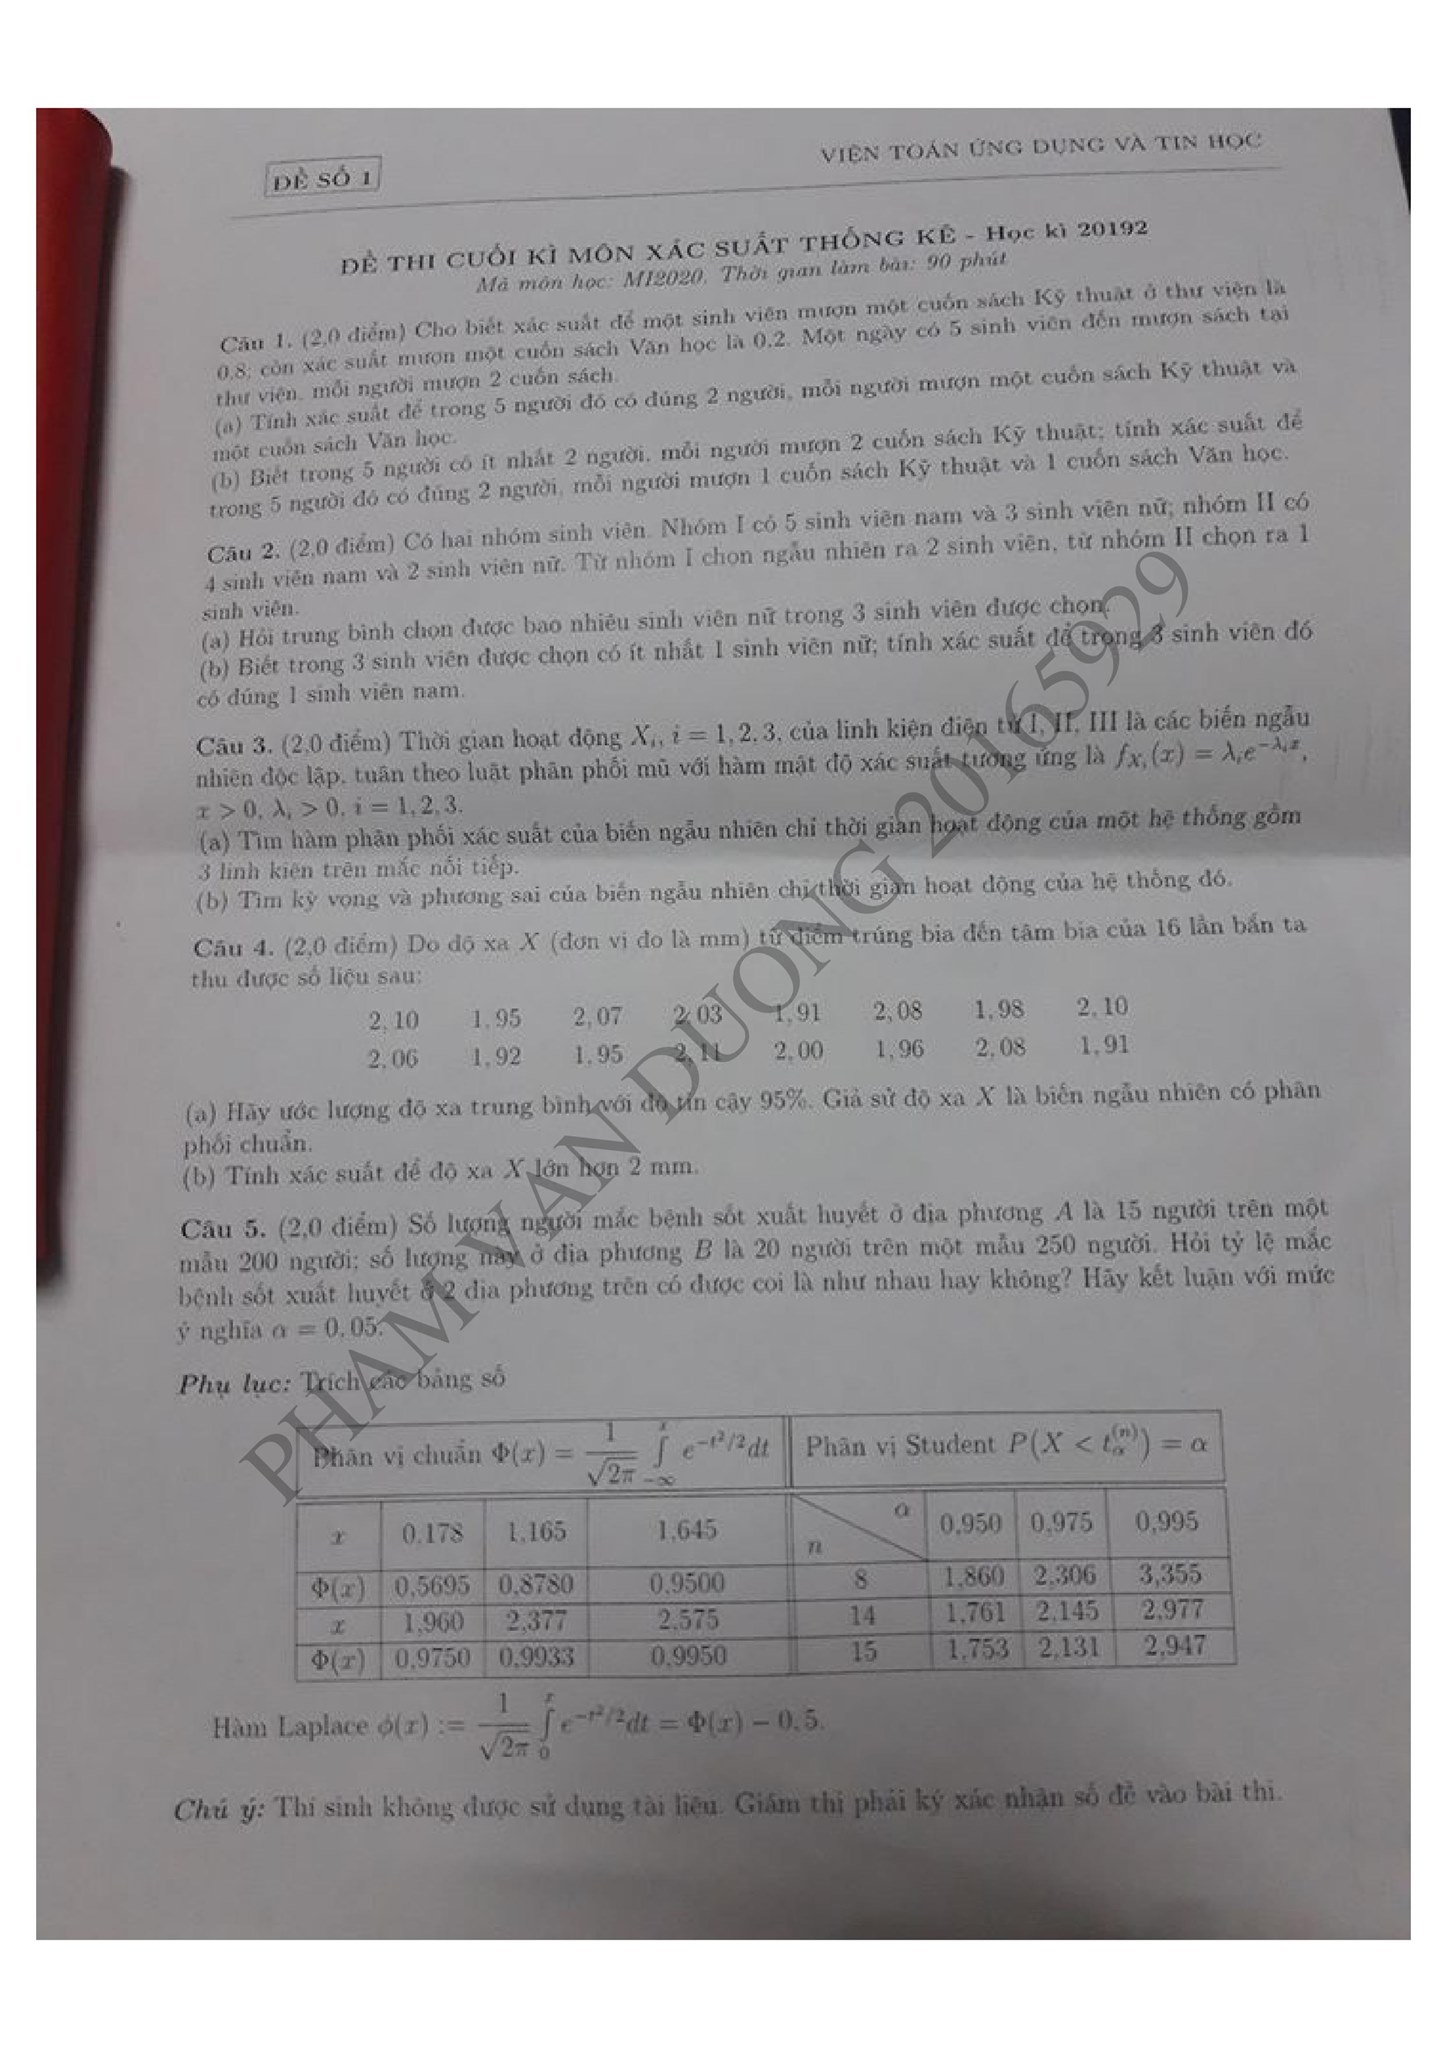 ĐỀ SỐ 1
VIỆN TOÁN ỨNG DỤNG VÀ TIN HỌC
ĐỀ THI CUỐI KÌ MÔN XÁC SUẤT THỐNG KÊ - Học kì 20192
Mã môn học: MI2020. Thời gian làm bài: 90 phút
Câu 1. (2,0 điểm) Cho biết xác suất để một sinh viên mượn một cuốn sách Kỹ thuật ở thư viện là
0,8; còn xác suất mượn một cuốn sách Văn học là 0,2. Một ngày có 5 sinh viên đến mượn sách tại
thư viện, mỗi người mượn 2 cuốn sách.
(a) Tính xác suất để trong 5 người đó có đúng 2 người, mỗi người mượn một cuốn sách Kỹ thuật và
một cuốn sách Văn học.
(b) Biết trong 5 người có ít nhất 2 người, mỗi người mượn 2 cuốn sách Kỹ thuật; tính xác suất để
trong 5 người đó có đúng 2 người, mỗi người mượn 1 cuốn sách Kỹ thuật và 1 cuốn sách Văn học.
Câu 2. (2,0 điểm) Có hai nhóm sinh viên. Nhóm I có 5 sinh viên nam và 3 sinh viên nữ; nhóm II có
4 sinh viên nam và 2 sinh viên nữ. Từ nhóm I chọn ngẫu nhiên ra 2 sinh viên, từ nhóm II chọn ra 1
sinh viên.
(a) Hỏi trung bình chọn được bao nhiêu sinh viên nữ trong 3 sinh viên được chọn.
(b) Biết trong 3 sinh viên được chọn có ít nhất 1 sinh viên nữ; tính xác suất để trong 3 sinh viên đó
có đúng 1 sinh viên nam.
Câu 3. (2,0 điểm) Thời gian hoạt động Xᵢ, i = 1, 2, 3, của linh kiện điện tử I, II, III là các biến ngẫu
nhiên độc lập, tuân theo luật phân phối mũ với hàm mật độ xác suất tương ứng là f_{Xᵢ}(x) = λᵢe^{-λᵢx},
x > 0, λᵢ > 0, i = 1, 2, 3.
(a) Tìm hàm phân phối xác suất của biến ngẫu nhiên chỉ thời gian hoạt động của một hệ thống gồm
3 linh kiện trên mắc nối tiếp.
(b) Tìm kỳ vọng và phương sai của biến ngẫu nhiên chỉ thời gian hoạt động của hệ thống đó.
Câu 4. (2,0 điểm) Đo độ xa X (đơn vị đo là mm) từ điểm trúng bia đến tâm bia của 16 lần bắn ta
thu được số liệu sau:
2,10 1,95 2,07 2,03 1,91 2,08 1,98 2,10
2,06 1,92 1,95 2,11 2,00 1,96 2,08 1,91
(a) Hãy ước lượng độ xa trung bình với độ tin cậy 95%. Giả sử độ xa X là biến ngẫu nhiên có phân
phối chuẩn.
(b) Tính xác suất để độ xa X lớn hơn 2 mm.
Câu 5. (2,0 điểm) Số lượng người mắc bệnh sốt xuất huyết ở địa phương A là 15 người trên một
mẫu 200 người; số lượng này ở địa phương B là 20 người trên một mẫu 250 người. Hỏi tỷ lệ mắc
bệnh sốt xuất huyết ở 2 địa phương trên có được coi là như nhau hay không? Hãy kết luận với mức
ý nghĩa α = 0,05.
Phụ lục: Trích các bảng số
Phân vị chuẩn Φ(x) = 1/√2π ∫_{-∞}^{x} e^{-t²/2}dt Phân vị Student P(X < t_α^{(n)}) = α
x 0,178 1,165 1,645 n α 0,950 0,975 0,995
Φ(x) 0,5695 0,8780 0,9500 8 1,860 2,306 3,355
x 1,960 2,377 2,575 14 1,761 2,145 2,977
Φ(x) 0,9750 0,9933 0,9950 15 1,753 2,131 2,947
Hàm Laplace ϕ(x) := 1/√2π ∫_{0}^{x} e^{-t²/2}dt = Φ(x) − 0,5.
Chú ý: Thí sinh không được sử dụng tài liệu. Giám thị phải ký xác nhận số đề vào bài thi.
PHAM VAN DUONG 20165929